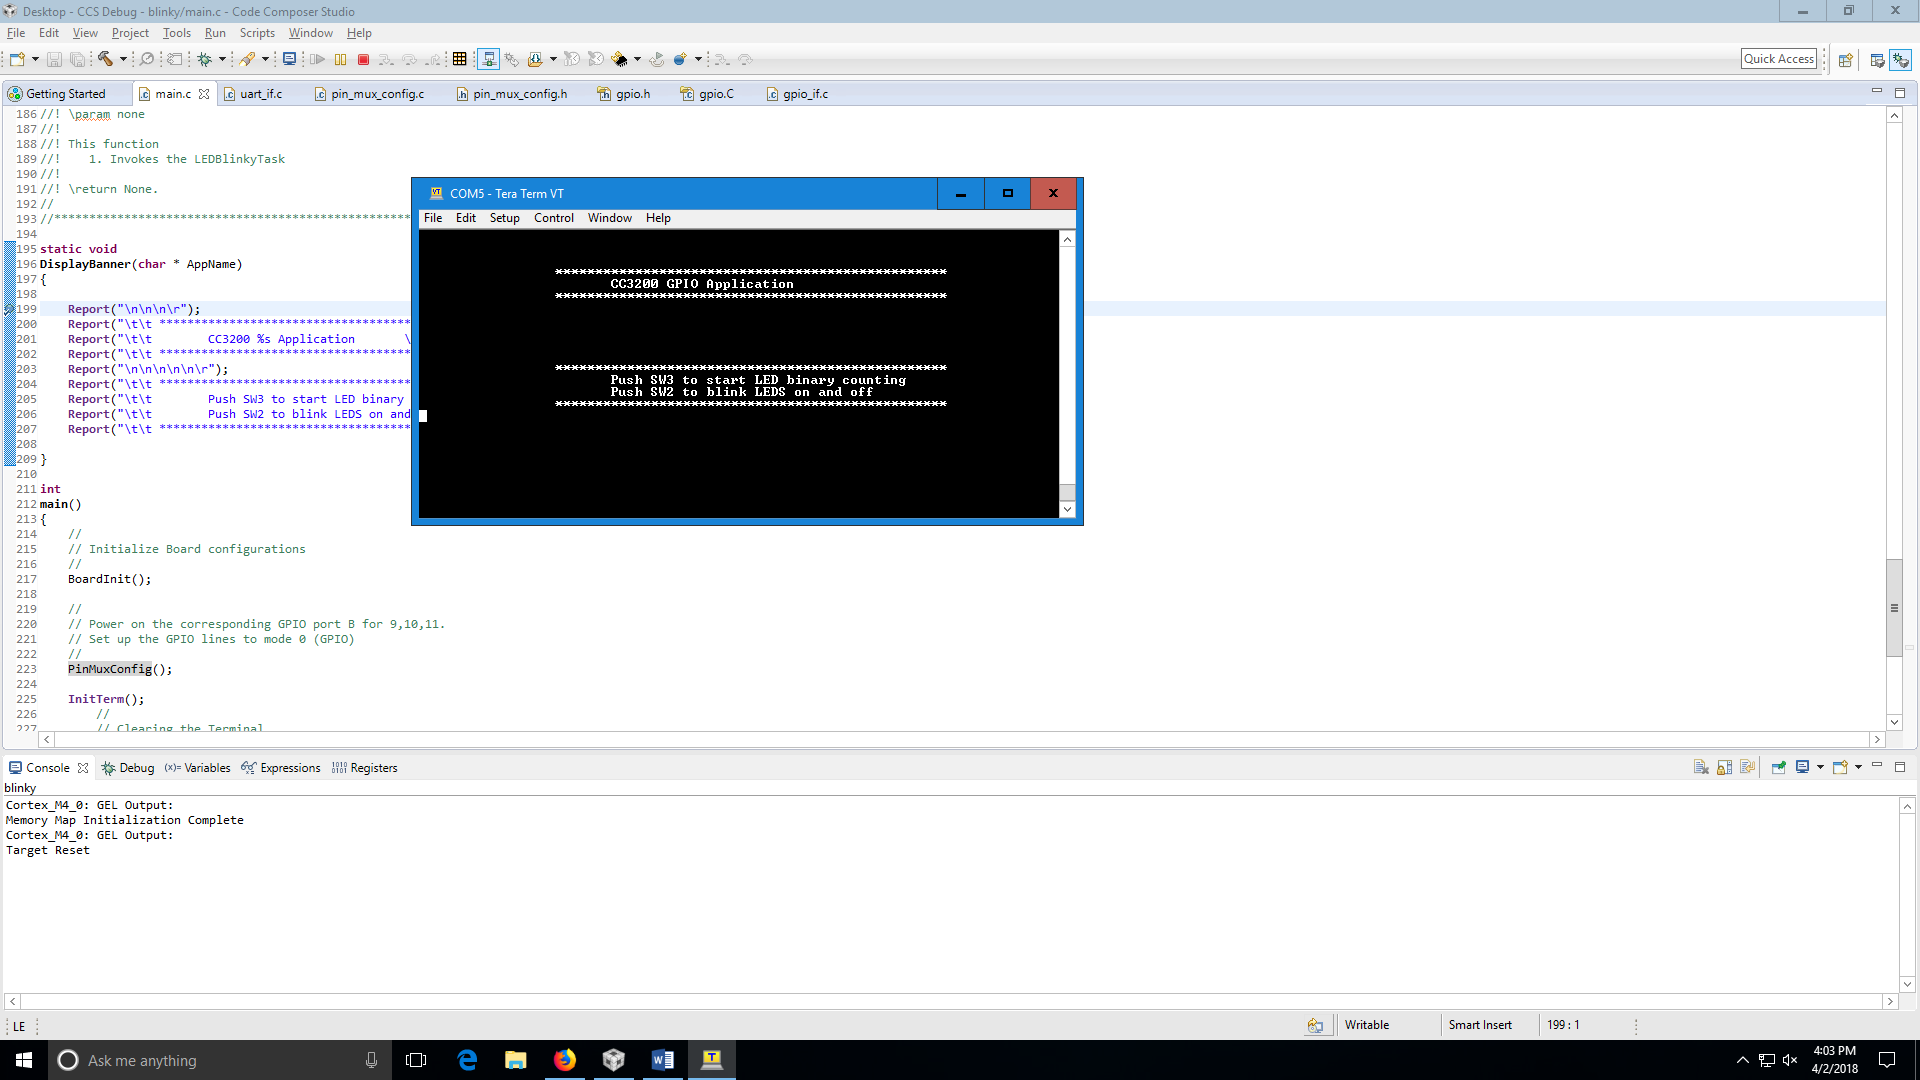 Desktop - CCS Debug - blinky/main.c - Code Composer Studio
File Edit View Project Tools Run Scripts Window Help
Quick Access
Getting Started main.c uart_if.c pin_mux_config.c pin_mux_config.h gpio.h gpio.C gpio_if.c
186 //! \param none
187 //!
188 //! This function
189 //!    1. Invokes the LEDBlinkyTask
190 //!
191 //! \return None.
192 //
193 //***************************************************
194
195 static void
196 DisplayBanner(char * AppName)
197 {
198
199     Report("\n\n\n\r");
200     Report("\t\t ************************************
201     Report("\t\t        CC3200 %s Application       \
202     Report("\t\t ************************************
203     Report("\n\n\n\n\n\r");
204     Report("\t\t ************************************
205     Report("\t\t        Push SW3 to start LED binary
206     Report("\t\t        Push SW2 to blink LEDS on and
207     Report("\t\t ************************************
208
209 }
210
211 int
212 main()
213 {
214     //
215     // Initialize Board configurations
216     //
217     BoardInit();
218
219     //
220     // Power on the corresponding GPIO port B for 9,10,11.
221     // Set up the GPIO lines to mode 0 (GPIO)
222     //
223     PinMuxConfig();
224
225     InitTerm();
226         //
227         // Clearing the Terminal
COM5 - Tera Term VT
File Edit Setup Control Window Help
*************************************************
CC3200 GPIO Application
*************************************************
*************************************************
Push SW3 to start LED binary counting
Push SW2 to blink LEDS on and off
*************************************************
Console Debug (x)= Variables Expressions Registers
blinky
Cortex_M4_0: GEL Output:
Memory Map Initialization Complete
Cortex_M4_0: GEL Output:
Target Reset
LE Writable Smart Insert 199 : 1
Ask me anything
4:03 PM
4/2/2018